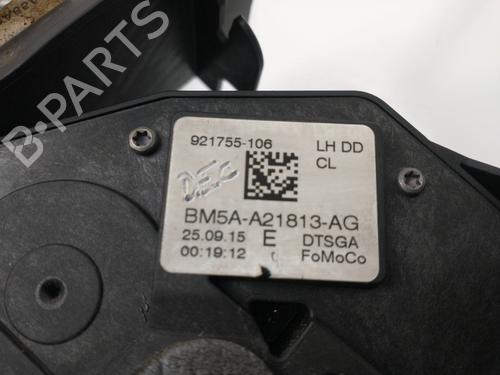 921755-106 LH DD
CL
D.E.C
BM5A-A21813-AG
25.09.15 E DTSGA
00:19:12 FoMoCo
B-PARTS